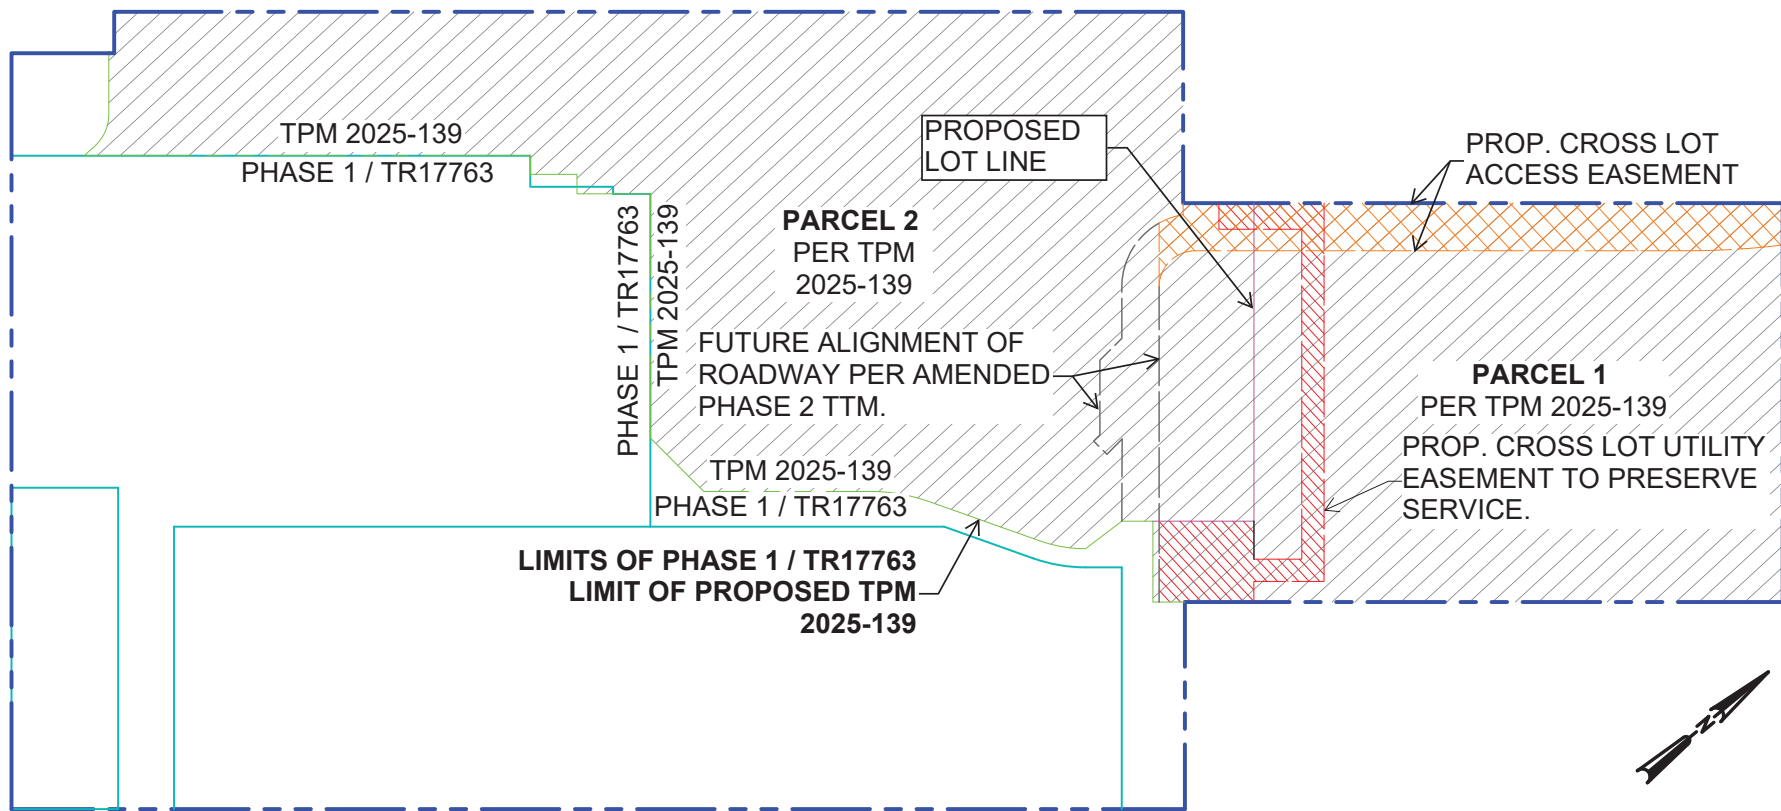 TPM 2025-139
PHASE 1 / TR17763
PROPOSED
LOT LINE
PROP. CROSS LOT
ACCESS EASEMENT
PARCEL 2
PER TPM
2025-139
PHASE 1 / TR17763
TPM 2025-139
FUTURE ALIGNMENT OF
ROADWAY PER AMENDED
PHASE 2 TTM.
PARCEL 1
PER TPM 2025-139
PROP. CROSS LOT UTILITY
EASEMENT TO PRESERVE
SERVICE.
TPM 2025-139
PHASE 1 / TR17763
LIMITS OF PHASE 1 / TR17763
LIMIT OF PROPOSED TPM
2025-139
N